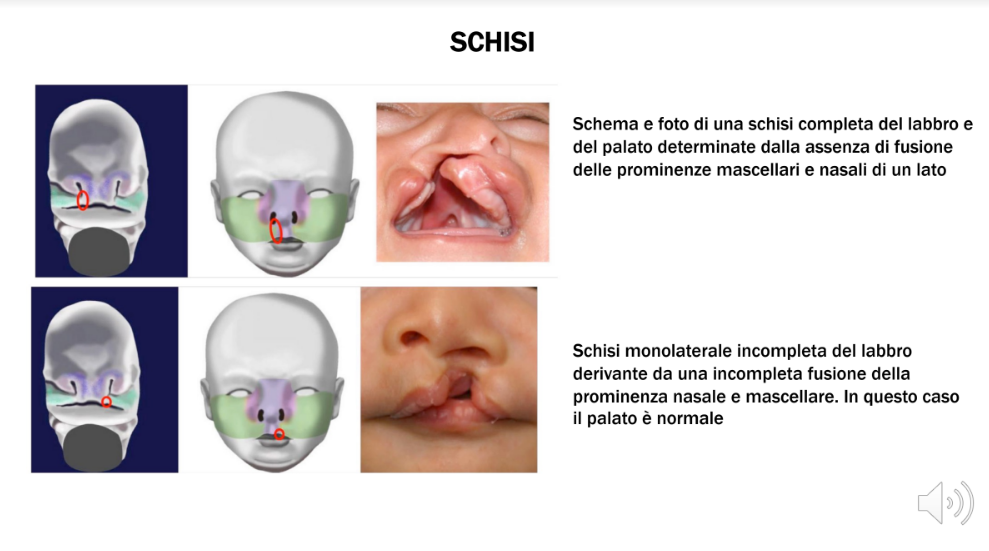 SCHISI
Schema e foto di una schisi completa del labbro e
del palato determinate dalla assenza di fusione
delle prominenze mascellari e nasali di un lato
Schisi monolaterale incompleta del labbro
derivante da una incompleta fusione della
prominenza nasale e mascellare. In questo caso
il palato è normale